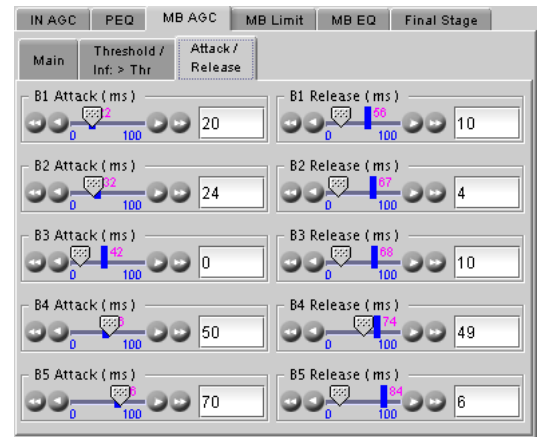 IN AGC PEQ MB AGC MB Limit MB EQ Final Stage
Main Threshold / Attack /
Inf: > Thr Release
B1 Attack ( ms ) B1 Release ( ms )
20 56 10
0 100 0 100
B2 Attack ( ms ) B2 Release ( ms )
32 24 67 4
0 100 0 100
B3 Attack ( ms ) B3 Release ( ms )
42 0 68 10
0 100 0 100
B4 Attack ( ms ) B4 Release ( ms )
50 74 49
0 100 0 100
B5 Attack ( ms ) B5 Release ( ms )
70 84 6
0 100 0 100